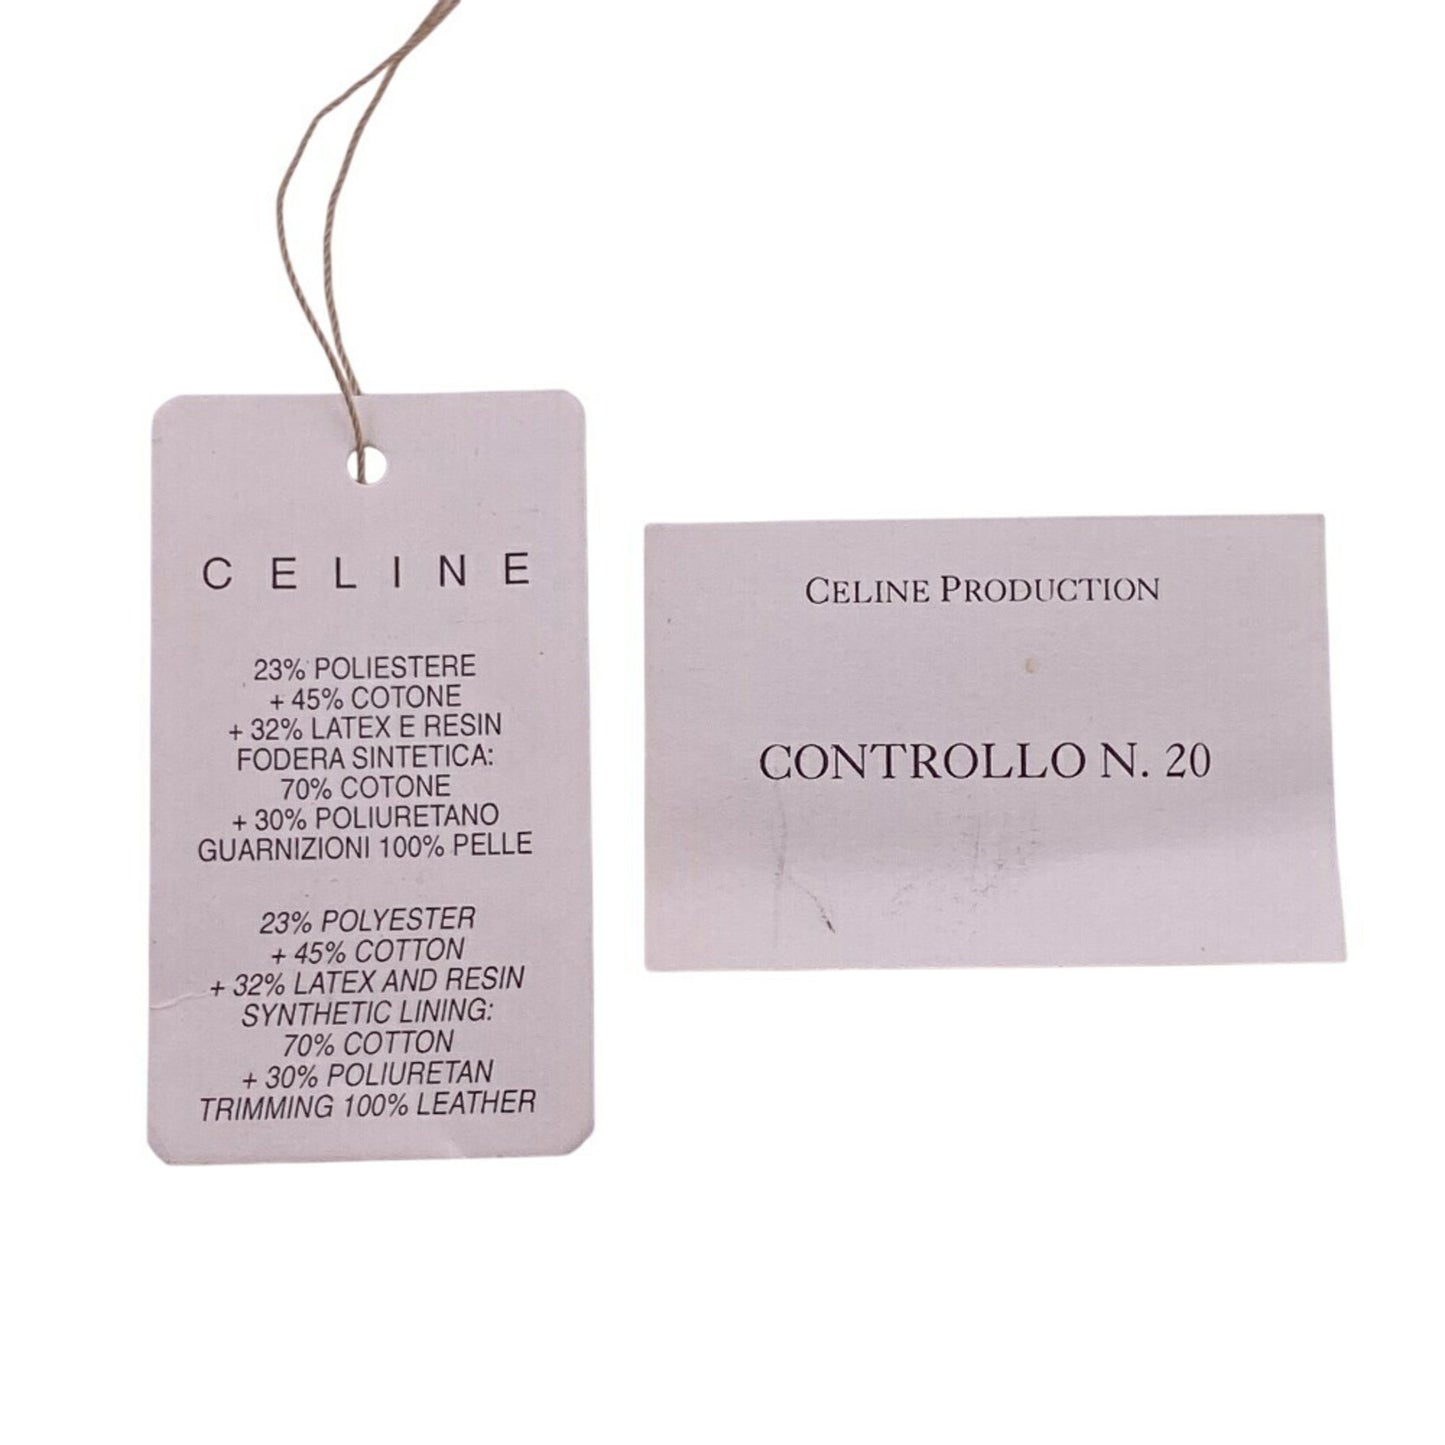 CELINE
23% POLIESTERE
+ 45% COTONE
+ 32% LATEX E RESIN
FODERA SINTETICA:
70% COTONE
+ 30% POLIURETANO
GUARNIZIONI 100% PELLE
23% POLYESTER
+ 45% COTTON
+ 32% LATEX AND RESIN
SYNTHETIC LINING:
70% COTTON
+ 30% POLIURETAN
TRIMMING 100% LEATHER
CELINE PRODUCTION
CONTROLLO N. 20